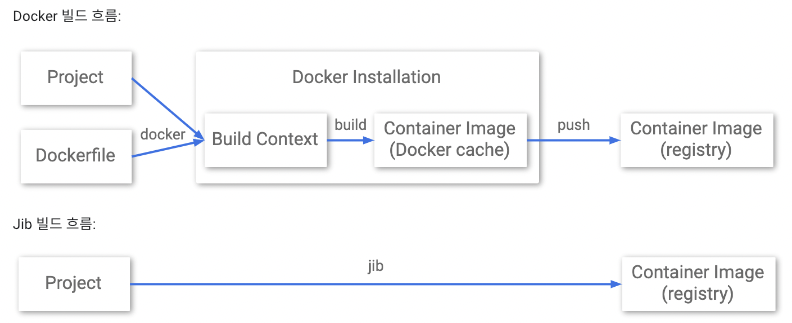 Docker 빌드 흐름:
Project
Docker Installation
Dockerfile
docker
Build Context
build
Container Image
(Docker cache)
push
Container Image
(registry)
Jib 빌드 흐름:
Project
jib
Container Image
(registry)